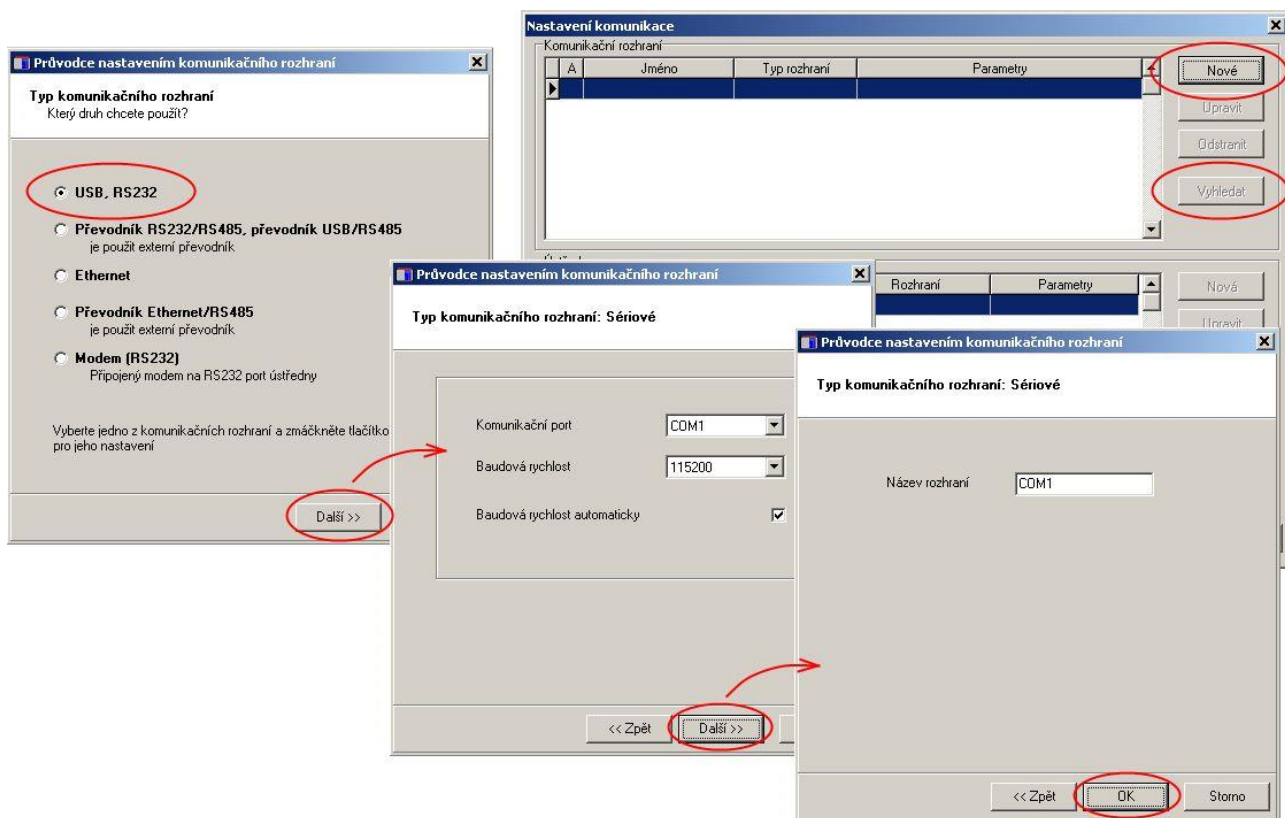 Průvodce nastavením komunikačního rozhraní
Typ komunikačního rozhraní
Který druh chcete použít?
USB, RS232
Převodník RS232/RS485, převodník USB/RS485
je použit externí převodník
Ethernet
Převodník Ethernet/RS485
je použit externí převodník
Modem (RS232)
Připojený modem na RS232 port ústředny
Vyberte jedno z komunikačních rozhraní a zmáčkněte tlačítko
pro jeho nastavení
Další >>
Nastavení komunikace
Komunikační rozhraní
A Jméno Typ rozhraní Parametry
Nové
Upravit
Odstranit
Vyhledat
Rozhraní Parametry
Nová
Upravit
Průvodce nastavením komunikačního rozhraní
Typ komunikačního rozhraní: Sériové
Komunikační port COM1
Baudová rychlost 115200
Baudová rychlost automaticky
<< Zpět Další >>
Průvodce nastavením komunikačního rozhraní
Typ komunikačního rozhraní: Sériové
Název rozhraní COM1
<< Zpět OK Storno